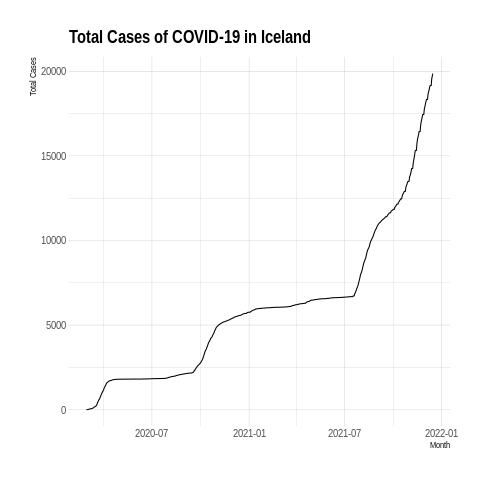 Total Cases of COVID-19 in Iceland
Total Cases
20000
15000
10000
5000
0
2020-07 2021-01 2021-07 2022-01
Month